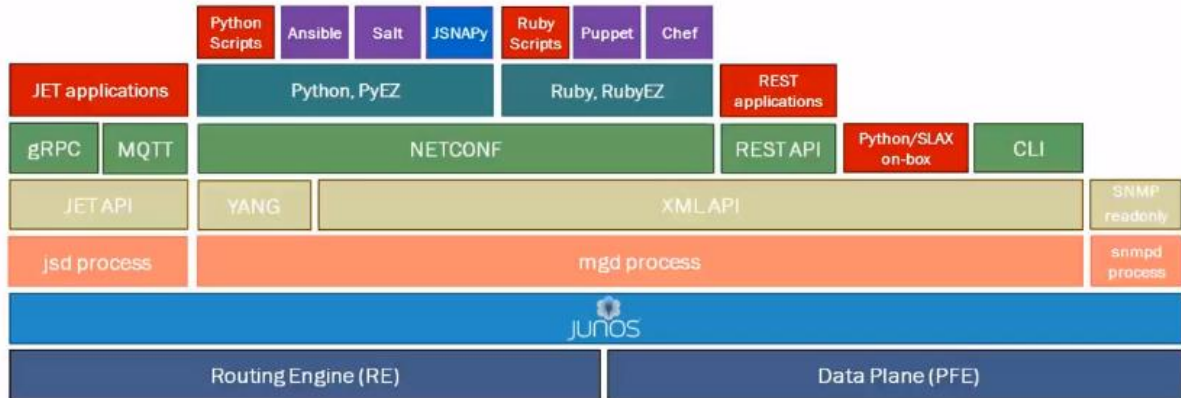 Python
Scripts
Ansible
Salt
JSNAPy
Ruby
Scripts
Puppet
Chef
JET applications
Python, PyEZ
Ruby, RubyEZ
REST
applications
gRPC
MQTT
NETCONF
REST API
Python/SLAX
on-box
CLI
JET API
YANG
XML API
SNMP
readonly
jsd process
mgd process
snmpd
process
JUNOS
Routing Engine (RE)
Data Plane (PFE)